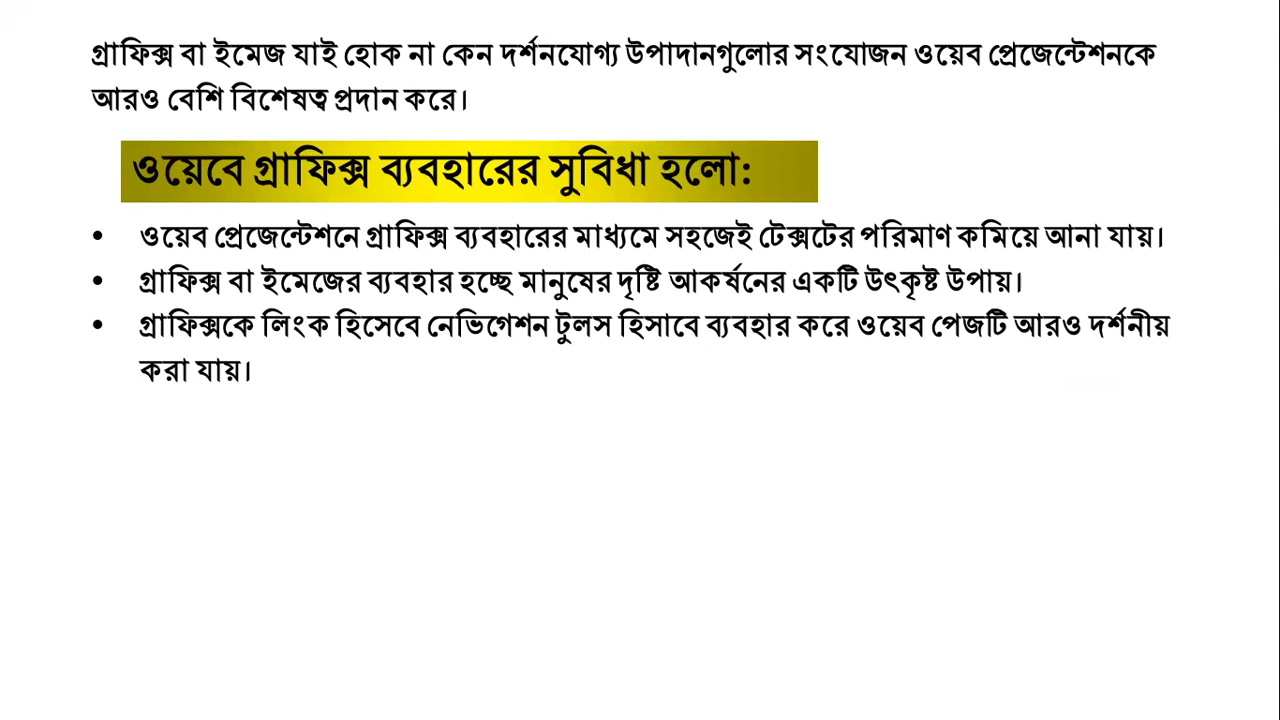 গ্রাফিক্স বা ইমেজ যাই হোক না কেন দর্শনযোগ্য উপাদানগুলোর সংযোজন ওয়েব প্রেজেন্টেশনকে
আরও বেশি বিশেষত্ব প্রদান করে।
ওয়েবে গ্রাফিক্স ব্যবহারের সুবিধা হলো:
• ওয়েব প্রেজেন্টেশনে গ্রাফিক্স ব্যবহারের মাধ্যমে সহজেই টেক্সটের পরিমাণ কমিয়ে আনা যায়।
• গ্রাফিক্স বা ইমেজের ব্যবহার হচ্ছে মানুষের দৃষ্টি আকর্ষনের একটি উৎকৃষ্ট উপায়।
• গ্রাফিক্সকে লিংক হিসেবে নেভিগেশন টুলস হিসাবে ব্যবহার করে ওয়েব পেজটি আরও দর্শনীয়
করা যায়।